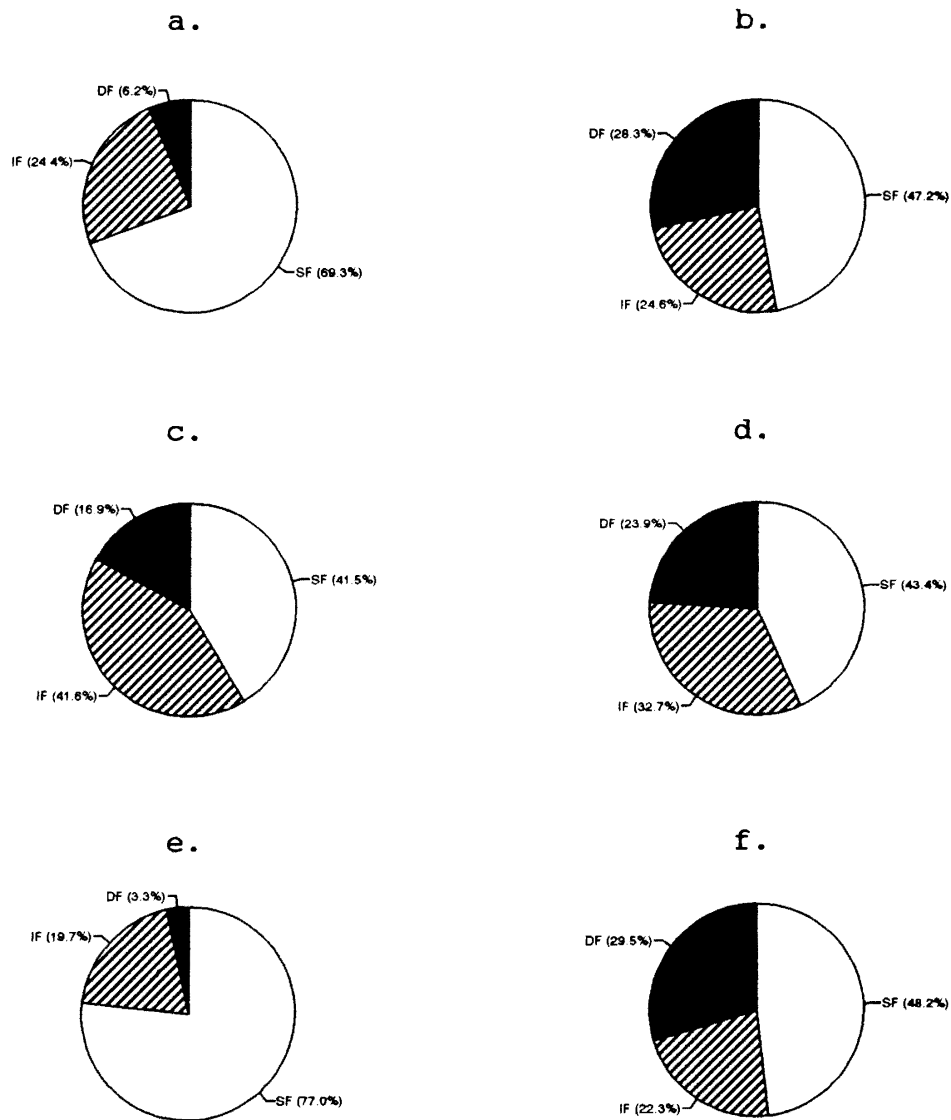 a.
DF (6.2%)
IF (24.4%)
SF (69.3%)
b.
DF (28.3%)
SF (47.2%)
IF (24.6%)
c.
DF (16.9%)
SF (41.5%)
IF (41.6%)
d.
DF (23.9%)
SF (43.4%)
IF (32.7%)
e.
DF (3.3%)
IF (19.7%)
SF (77.0%)
f.
DF (29.5%)
SF (48.2%)
IF (22.3%)